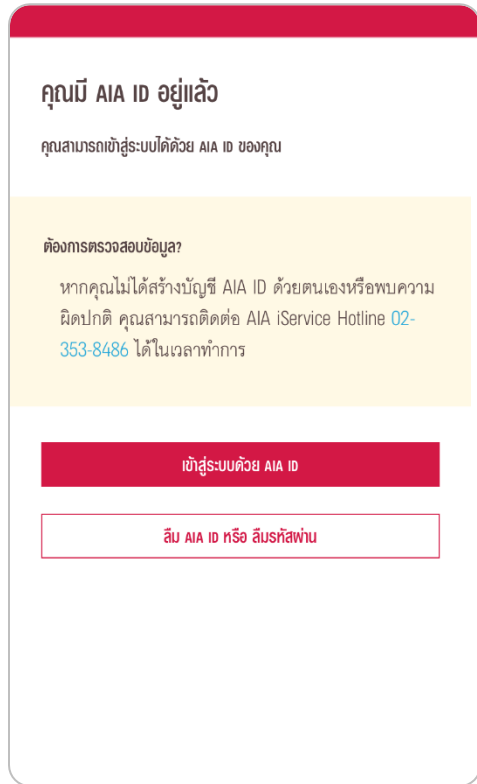 คุณมี AIA ID อยู่แล้ว
คุณสามารถเข้าสู่ระบบได้ด้วย AIA ID ของคุณ
ต้องการตรวจสอบข้อมูล?
หากคุณไม่ได้สร้างบัญชี AIA ID ด้วยตนเองหรือพบความ
ผิดปกติ คุณสามารถติดต่อ AIA iService Hotline 02-
353-8486 ได้ในเวลาทำการ
เข้าสู่ระบบด้วย AIA ID
ลืม AIA ID หรือ ลืมรหัสผ่าน